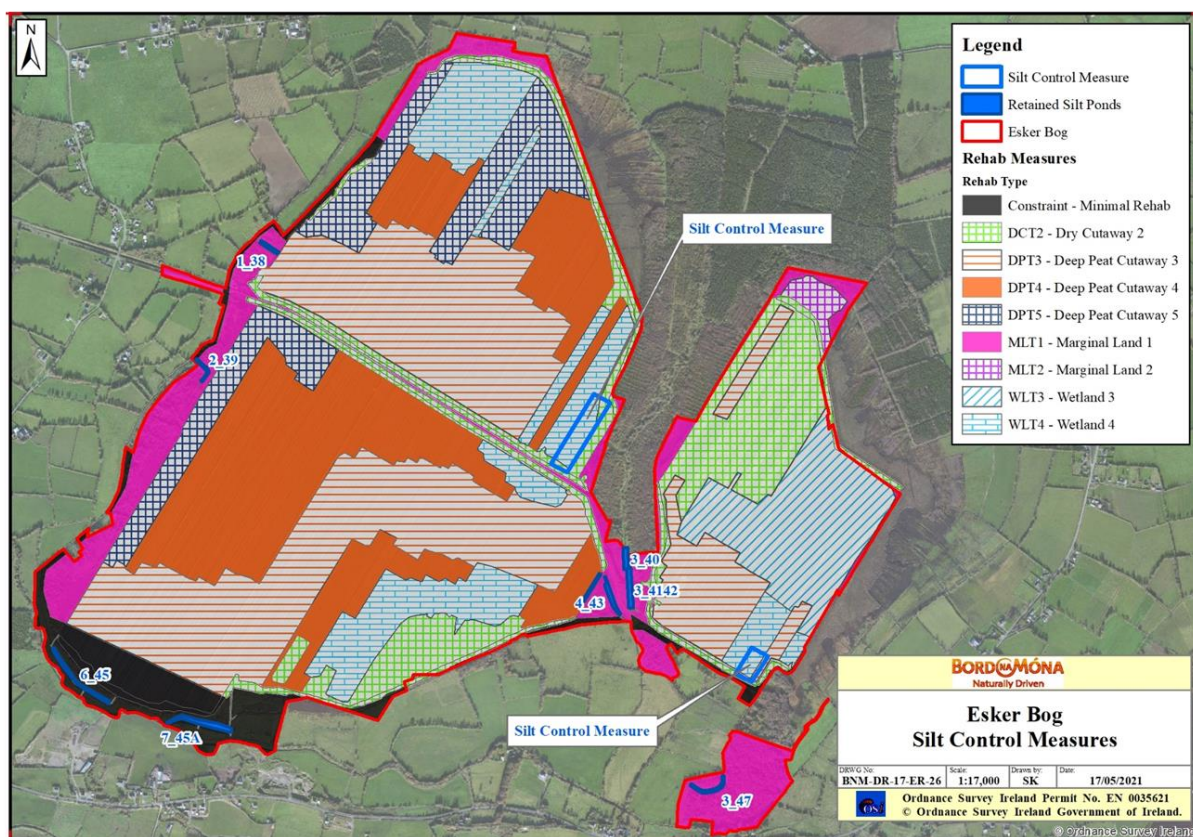 N
Legend
Silt Control Measure
Retained Silt Ponds
Esker Bog
Rehab Measures
Rehab Type
Constraint - Minimal Rehab
DCT2 - Dry Cutaway 2
DPT3 - Deep Peat Cutaway 3
DPT4 - Deep Peat Cutaway 4
DPT5 - Deep Peat Cutaway 5
MLT1 - Marginal Land 1
MLT2 - Marginal Land 2
WLT3 - Wetland 3
WLT4 - Wetland 4
Silt Control Measure
1_38
2_39
3_40
3_4142
4_43
6_45
7_45A
Silt Control Measure
3_47
BORD NA MÓNA
Naturally Driven
Esker Bog
Silt Control Measures
DRWG No: Scale: Drawn by: Date:
BNM-DR-17-ER-26 1:17,000 SK 17/05/2021
OSi
Ordnance Survey Ireland Permit No. EN 0035621
© Ordnance Survey Ireland Government of Ireland.
© Ordnance Survey Ireland